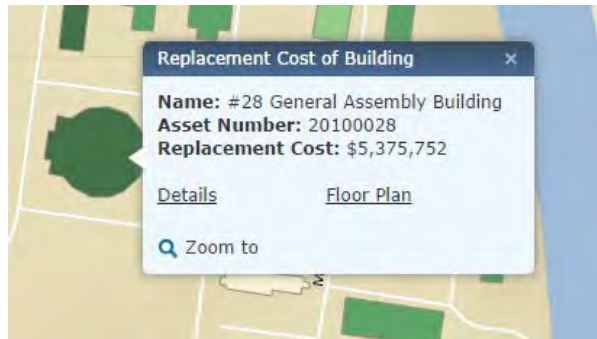 Replacement Cost of Building ×
Name: #28 General Assembly Building
Asset Number: 20100028
Replacement Cost: $5,375,752
Details Floor Plan
Zoom to